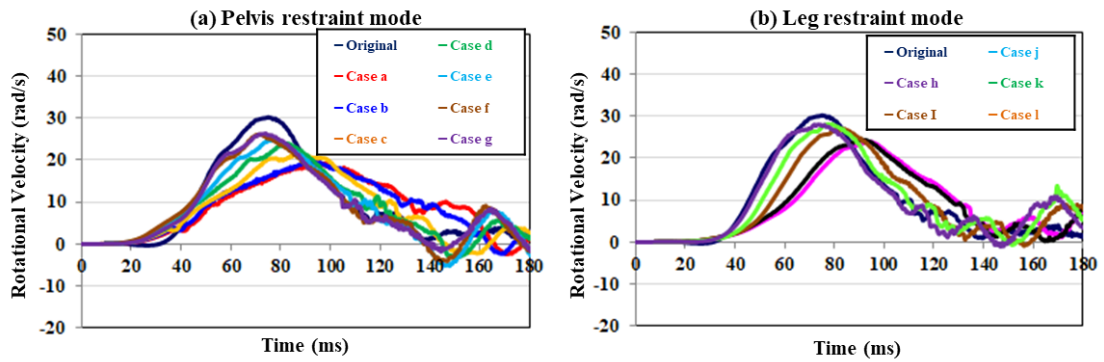 (a) Pelvis restraint mode
Rotational Velocity (rad/s)
50
40
30
20
10
0
-10
-20
Original
Case d
Case a
Case e
Case b
Case f
Case c
Case g
0 20 40 60 80 100 120 140 160 180
Time (ms)
(b) Leg restraint mode
Rotational Velocity (rad/s)
50
40
30
20
10
0
-10
-20
Original
Case j
Case h
Case k
Case I
Case l
0 20 40 60 80 100 120 140 160 180
Time (ms)